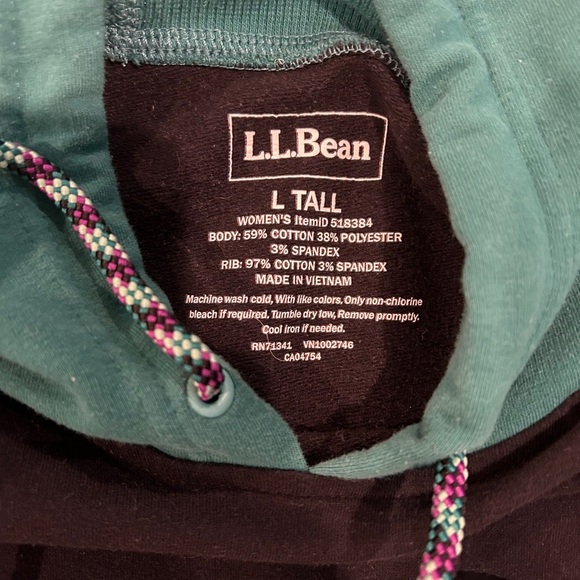 L.L.Bean
L TALL
WOMEN'S ItemID 518384
BODY: 59% COTTON 38% POLYESTER
3% SPANDEX
RIB: 97% COTTON 3% SPANDEX
MADE IN VIETNAM
Machine wash cold, With like colors, Only non-chlorine
bleach if required, Tumble dry low, Remove promptly.
Cool iron if needed.
RN71341 VN1002746
CA04754